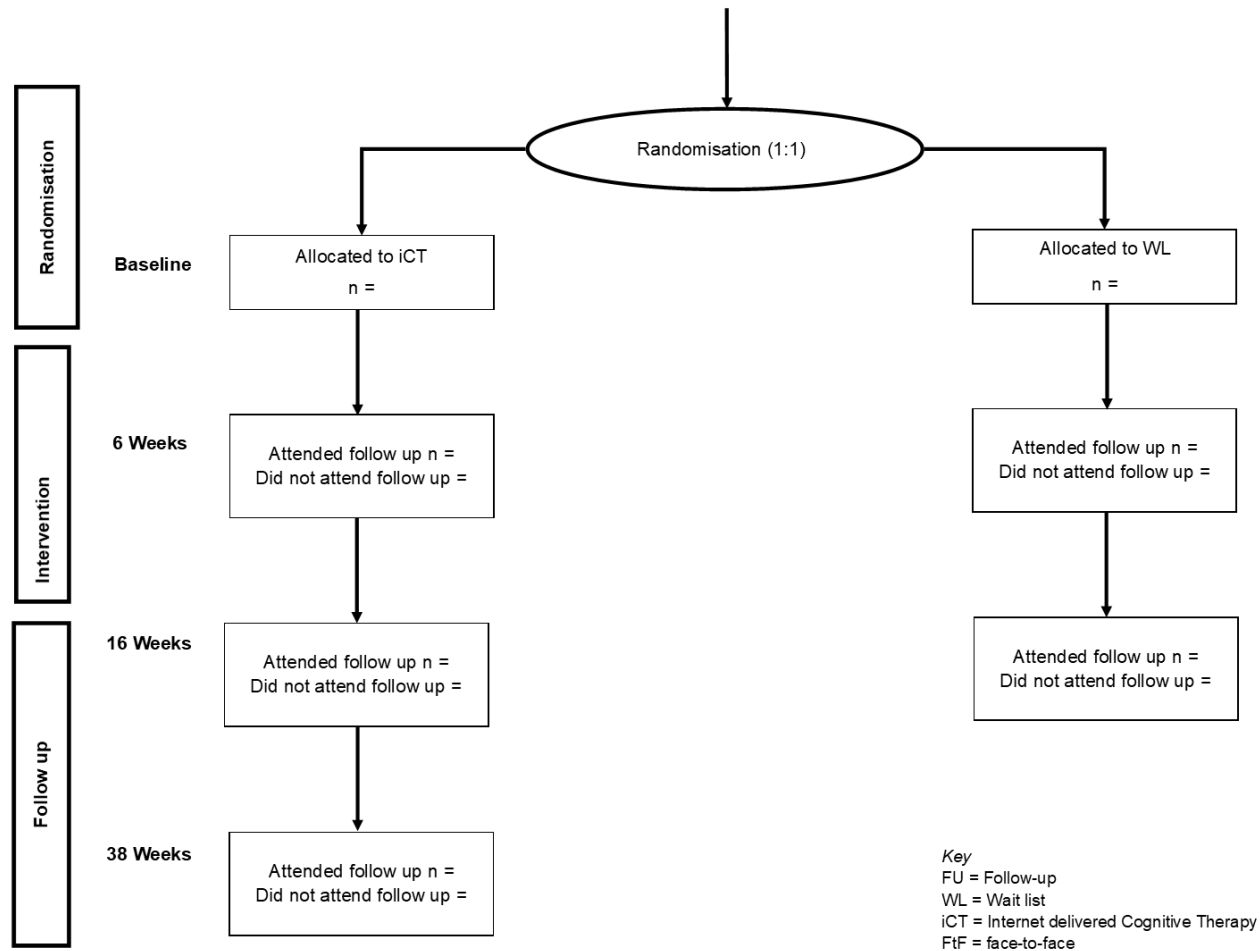 Randomisation (1:1)
Randomisation
Baseline
Allocated to iCT
n =
Allocated to WL
n =
Intervention
6 Weeks
Attended follow up n =
Did not attend follow up =
Attended follow up n =
Did not attend follow up =
Follow up
16 Weeks
Attended follow up n =
Did not attend follow up =
Attended follow up n =
Did not attend follow up =
38 Weeks
Attended follow up n =
Did not attend follow up =
Key
FU = Follow-up
WL = Wait list
iCT = Internet delivered Cognitive Therapy
FtF = face-to-face